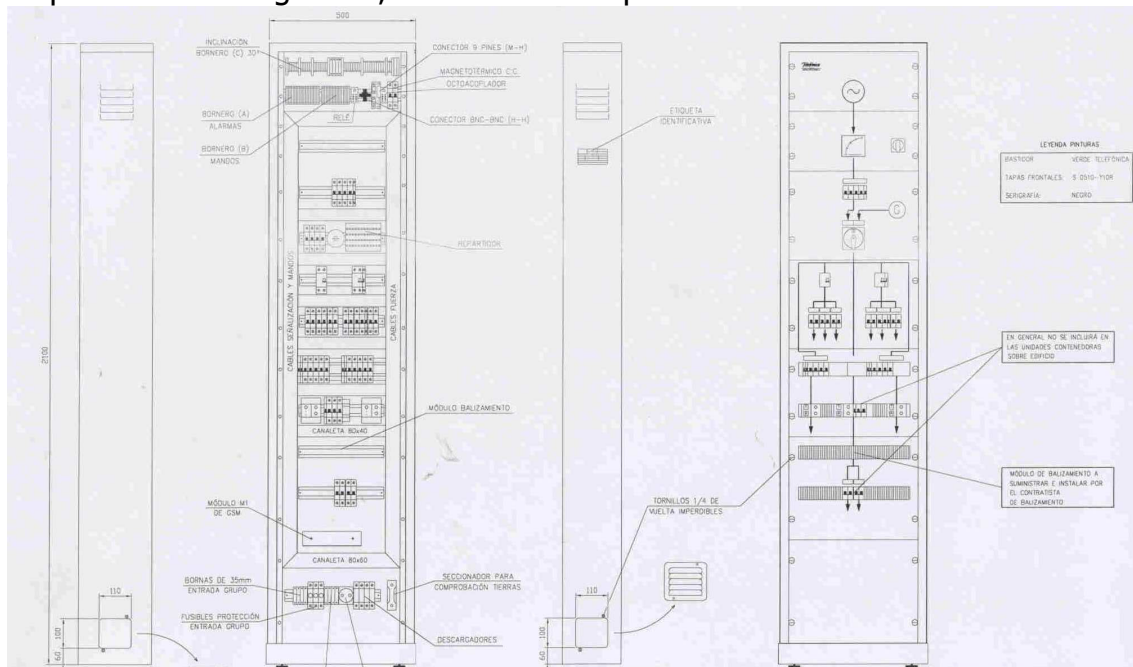 500
INCLINACIÓN
BORNERO (C) 30º
CONECTOR 9 PINES (M-H)
MAGNETOTÉRMICO C.C.
OCTOACOPLADOR
BORNERO (A)
ALARMAS
RELÉ
CONECTOR BNC-BNC (H-H)
BORNERO (B)
MANDOS
REPARTIDOR
CABLES SEÑALIZACIÓN Y MANDOS
CABLES FUERZA
2100
MÓDULO BALIZAMIENTO
CANALETA 80x40
MÓDULO M1
DE GSM
CANALETA 80x60
BORNAS DE 35mm
ENTRADA GRUPO
SECCIONADOR PARA
COMPROBACIÓN TIERRAS
FUSIBLES PROTECCIÓN
ENTRADA GRUPO
DESCARGADORES
110
100
60
ETIQUETA
IDENTIFICATIVA
TORNILLOS 1/4 DE
VUELTA IMPERDIBLES
110
100
60
Telefónica
G
LEYENDA PINTURAS
BASTIDOR: VERDE TELEFÓNICA
TAPAS FRONTALES: S 0510-Y10R
SERIGRAFÍA: NEGRO
EN GENERAL NO SE INCLUIRÁ EN
LAS UNIDADES CONTENEDORAS
SOBRE EDIFICIO
MÓDULO DE BALIZAMIENTO A
SUMINISTRAR E INSTALAR POR
EL CONTRATISTA
DE BALIZAMIENTO